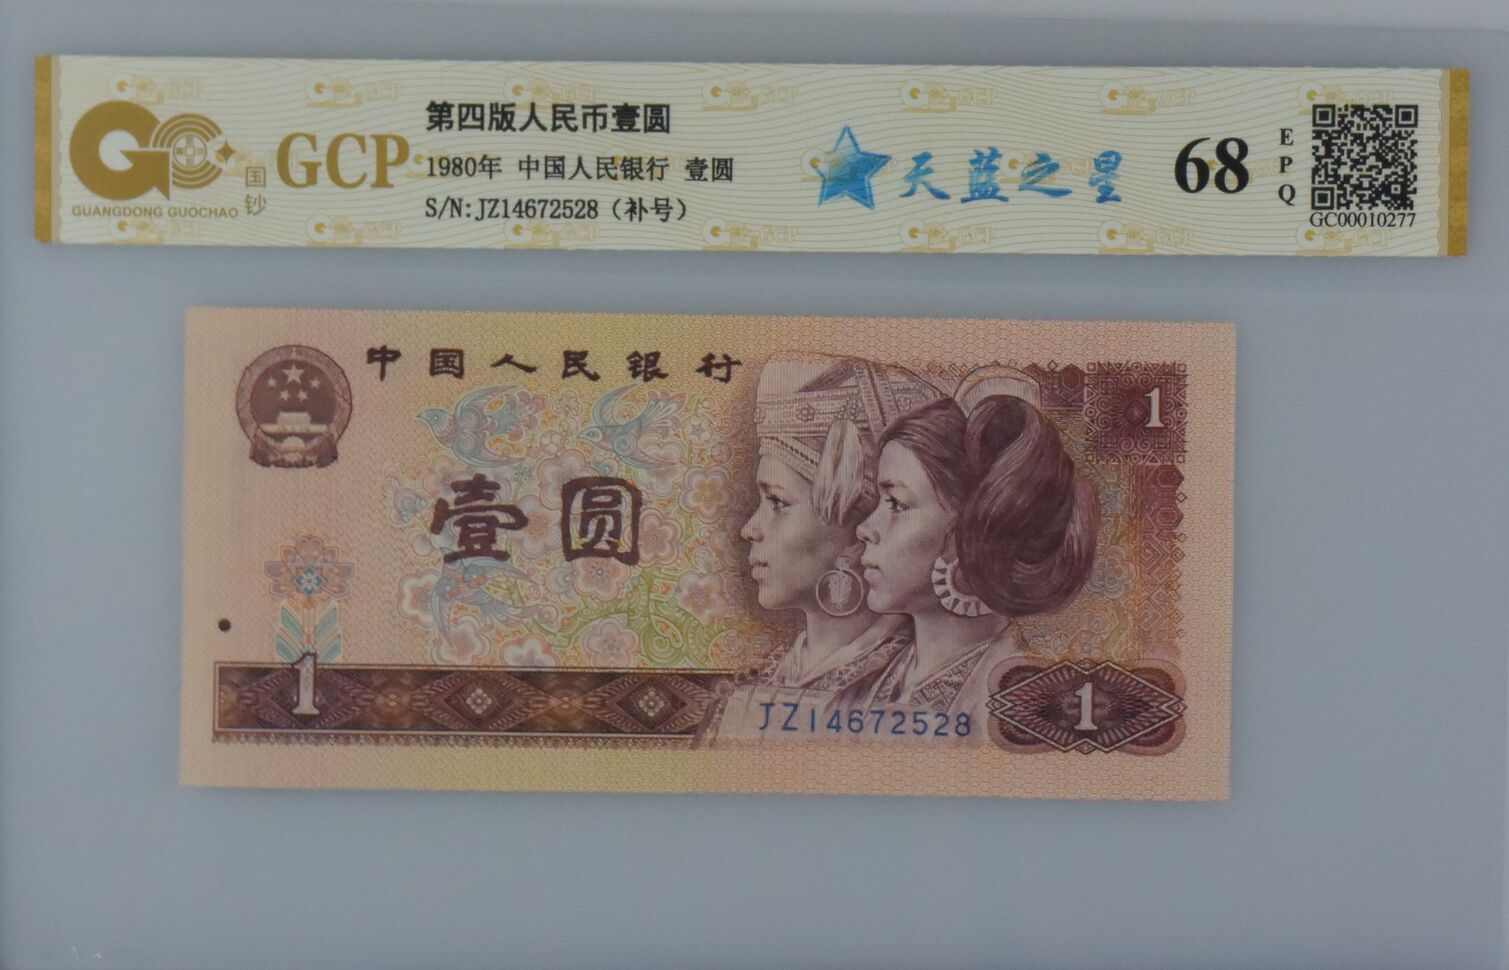 GUANGDONG GUOCHAO
国钞
GCP
第四版人民币壹圆
1980年 中国人民银行 壹圆
S/N:JZ14672528（补号）
天蓝之星
68
EPQ
GC00010277
中国人民银行
1
壹圆
1
JZ14672528
1